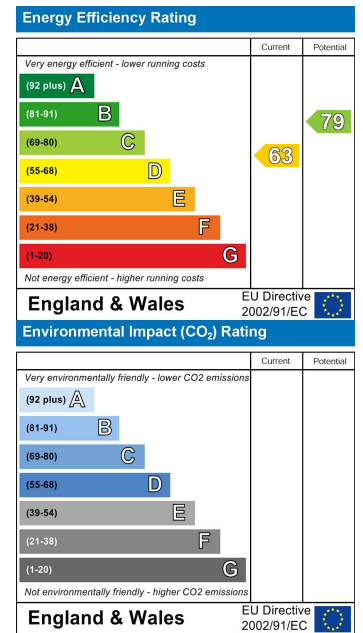 Energy Efficiency Rating
Current Potential
Very energy efficient - lower running costs
(92 plus) A
(81-91) B
(69-80) C
(55-68) D
(39-54) E
(21-38) F
(1-20) G
63
79
Not energy efficient - higher running costs
England & Wales
EU Directive
2002/91/EC
Environmental Impact (CO₂) Rating
Current Potential
Very environmentally friendly - lower CO2 emissions
(92 plus) A
(81-91) B
(69-80) C
(55-68) D
(39-54) E
(21-38) F
(1-20) G
Not environmentally friendly - higher CO2 emissions
England & Wales
EU Directive
2002/91/EC